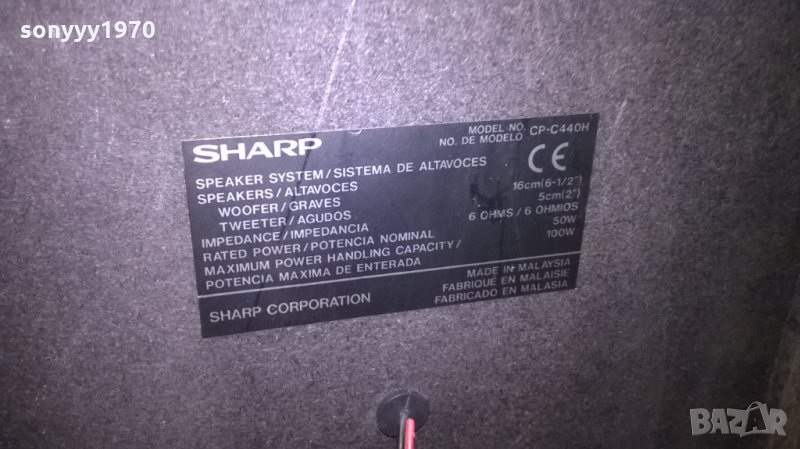 sonyyy1970
SHARP
MODEL NO. CP-C440H
NO. DE MODELO
SPEAKER SYSTEM/SISTEMA DE ALTAVOCES
CE
SPEAKERS/ALTAVOCES
WOOFER/GRAVES 16cm(6-1/2")
TWEETER/AGUDOS 5cm(2")
IMPEDANCE/IMPEDANCIA 6 OHMS/6 OHMIOS
RATED POWER/POTENCIA NOMINAL 50W
MAXIMUM POWER HANDLING CAPACITY/ 100W
POTENCIA MAXIMA DE ENTERADA
SHARP CORPORATION
MADE IN MALAYSIA
FABRIQUE EN MALAISIE
FABRICADO EN MALASIA
BAZAR